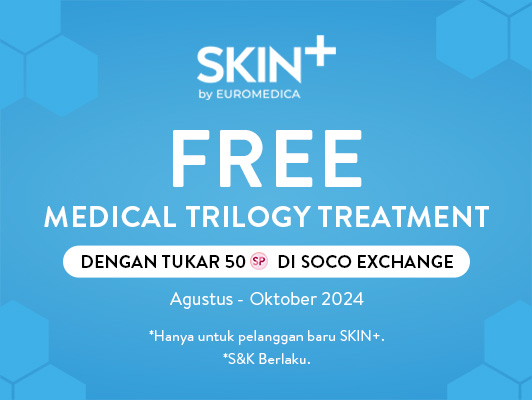 SKIN+
by EUROMEDICA
FREE
MEDICAL TRILOGY TREATMENT
DENGAN TUKAR 50 SP DI SOCO EXCHANGE
Agustus - Oktober 2024
*Hanya untuk pelanggan baru SKIN+.
*S&K Berlaku.